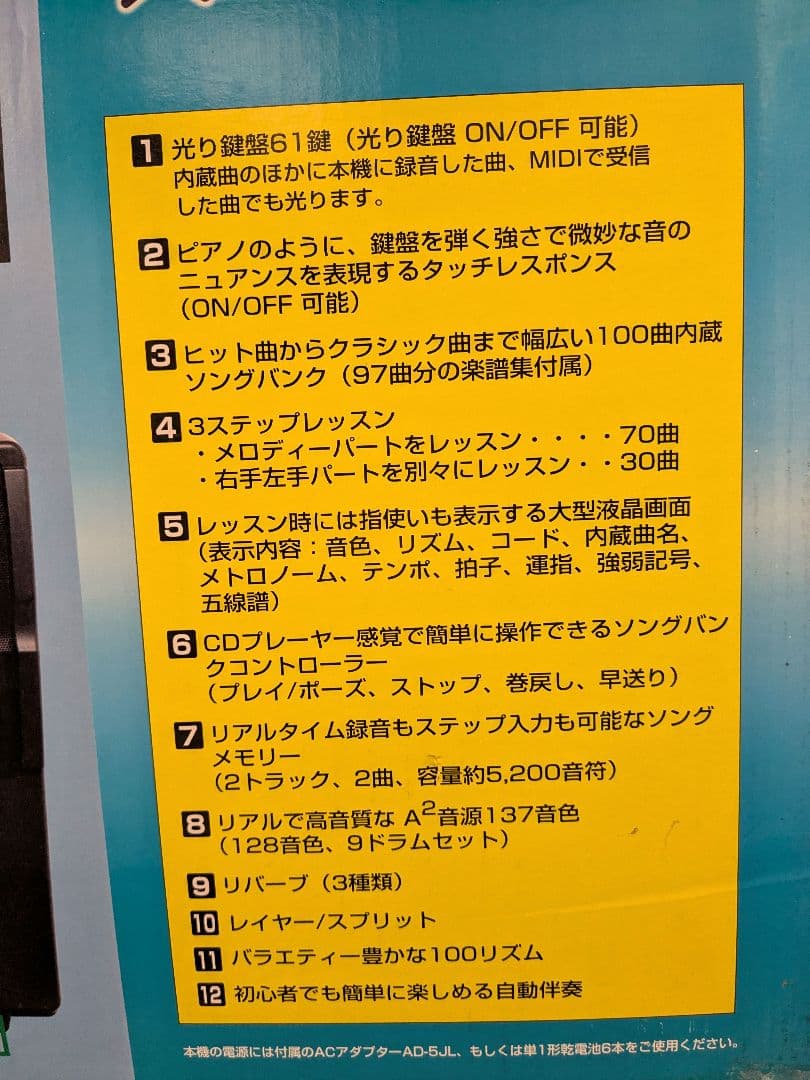 1 光り鍵盤61鍵（光り鍵盤 ON/OFF 可能）
内蔵曲のほかに本機に録音した曲、MIDIで受信
した曲でも光ります。
2 ピアノのように、鍵盤を弾く強さで微妙な音の
ニュアンスを表現するタッチレスポンス
（ON/OFF 可能）
3 ヒット曲からクラシック曲まで幅広い100曲内蔵
ソングバンク（97曲分の楽譜集付属）
4 3ステップレッスン
・メロディーパートをレッスン・・・・70曲
・右手左手パートを別々にレッスン・・30曲
5 レッスン時には指使いも表示する大型液晶画面
（表示内容：音色、リズム、コード、内蔵曲名、
メトロノーム、テンポ、拍子、運指、強弱記号、
五線譜）
6 CDプレーヤー感覚で簡単に操作できるソングバン
クコントローラー
（プレイ/ポーズ、ストップ、巻戻し、早送り）
7 リアルタイム録音もステップ入力も可能なソング
メモリー
（2トラック、2曲、容量約5,200音符）
8 リアルで高音質な A²音源137音色
（128音色、9ドラムセット）
9 リバーブ（3種類）
10 レイヤー/スプリット
11 バラエティー豊かな100リズム
12 初心者でも簡単に楽しめる自動伴奏
本機の電源には付属のACアダプターAD-5JL、もしくは単1形乾電池6本をご使用ください。